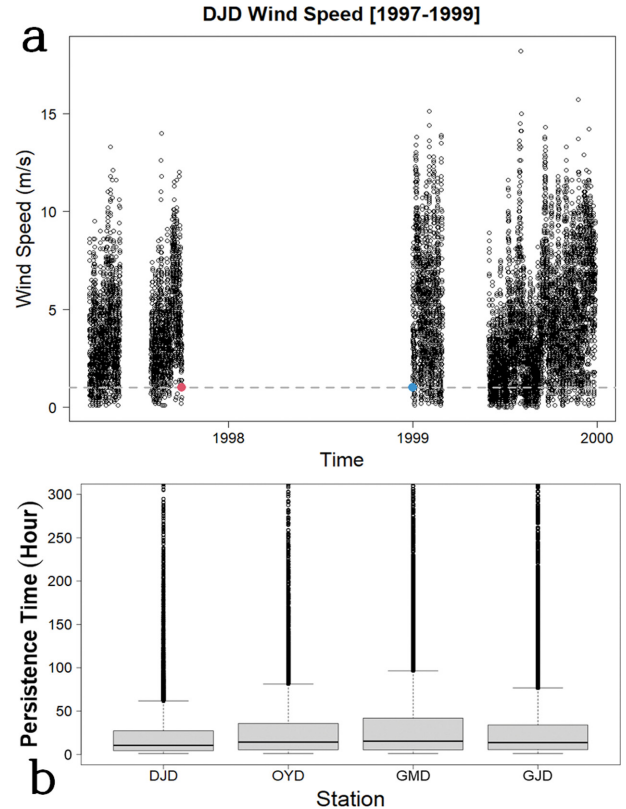 DJD Wind Speed [1997-1999]
a
Wind Speed (m/s)
15
10
5
0
1998 1999 2000
Time
Persistence Time (Hour)
300
250
200
150
100
50
0
DJD OYD GMD GJD
Station
b